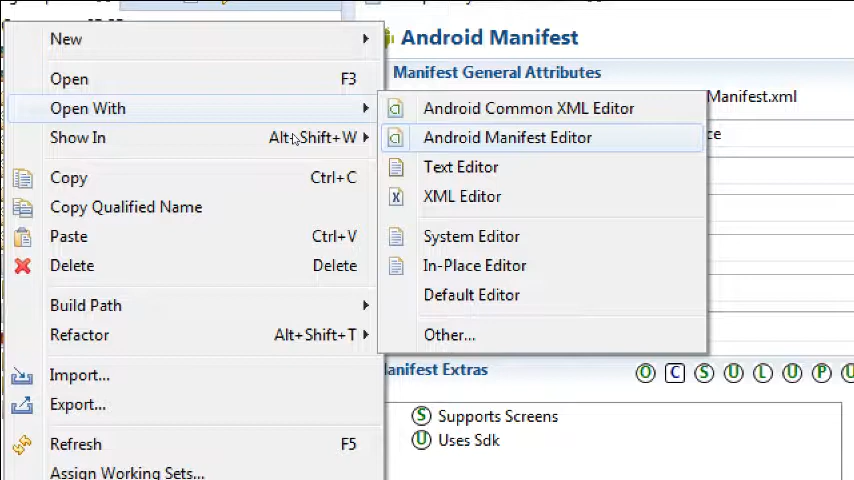 New
Open F3
Open With
Show In Alt+Shift+W
Copy Ctrl+C
Copy Qualified Name
Paste Ctrl+V
Delete Delete
Build Path
Refactor Alt+Shift+T
Import...
Export...
Refresh F5
Assign Working Sets...
Android Common XML Editor
Android Manifest Editor
Text Editor
XML Editor
System Editor
In-Place Editor
Default Editor
Other...
Android Manifest
Manifest General Attributes
Manifest.xml
ce
anifest Extras
O C S U L U P U
S Supports Screens
U Uses Sdk